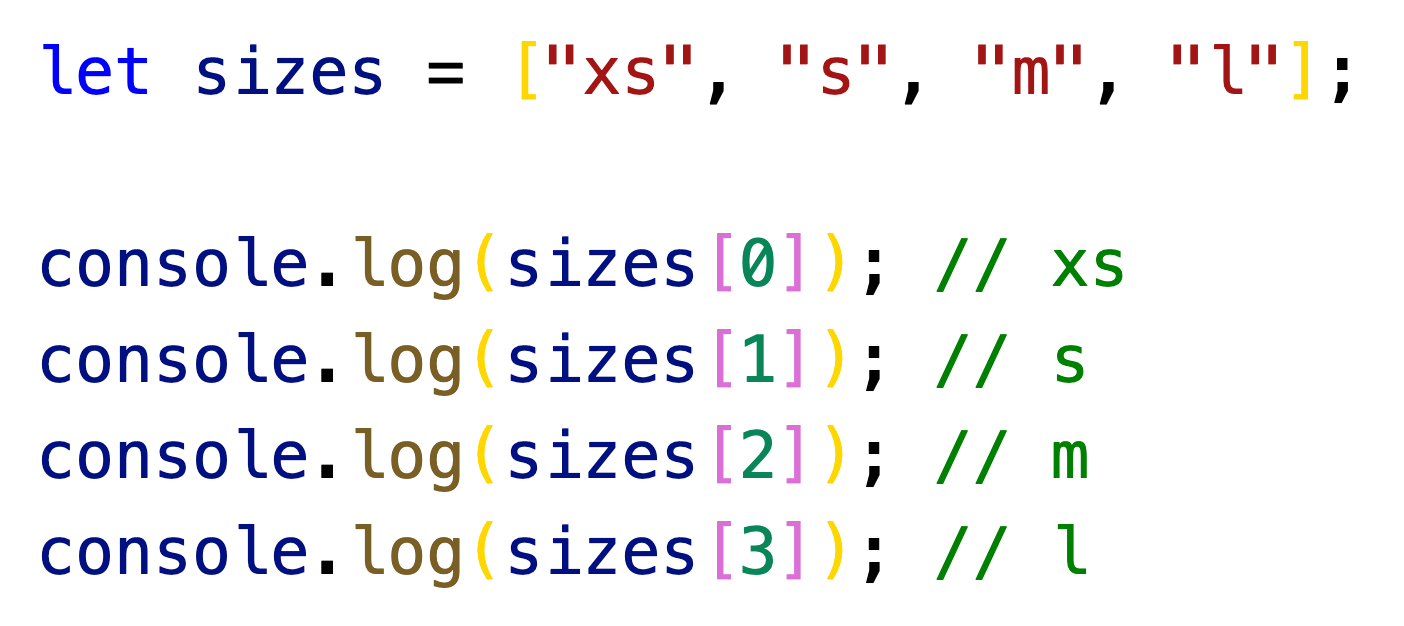 let sizes = ["xs", "s", "m", "l"];
console.log(sizes[0]); // xs
console.log(sizes[1]); // s
console.log(sizes[2]); // m
console.log(sizes[3]); // l